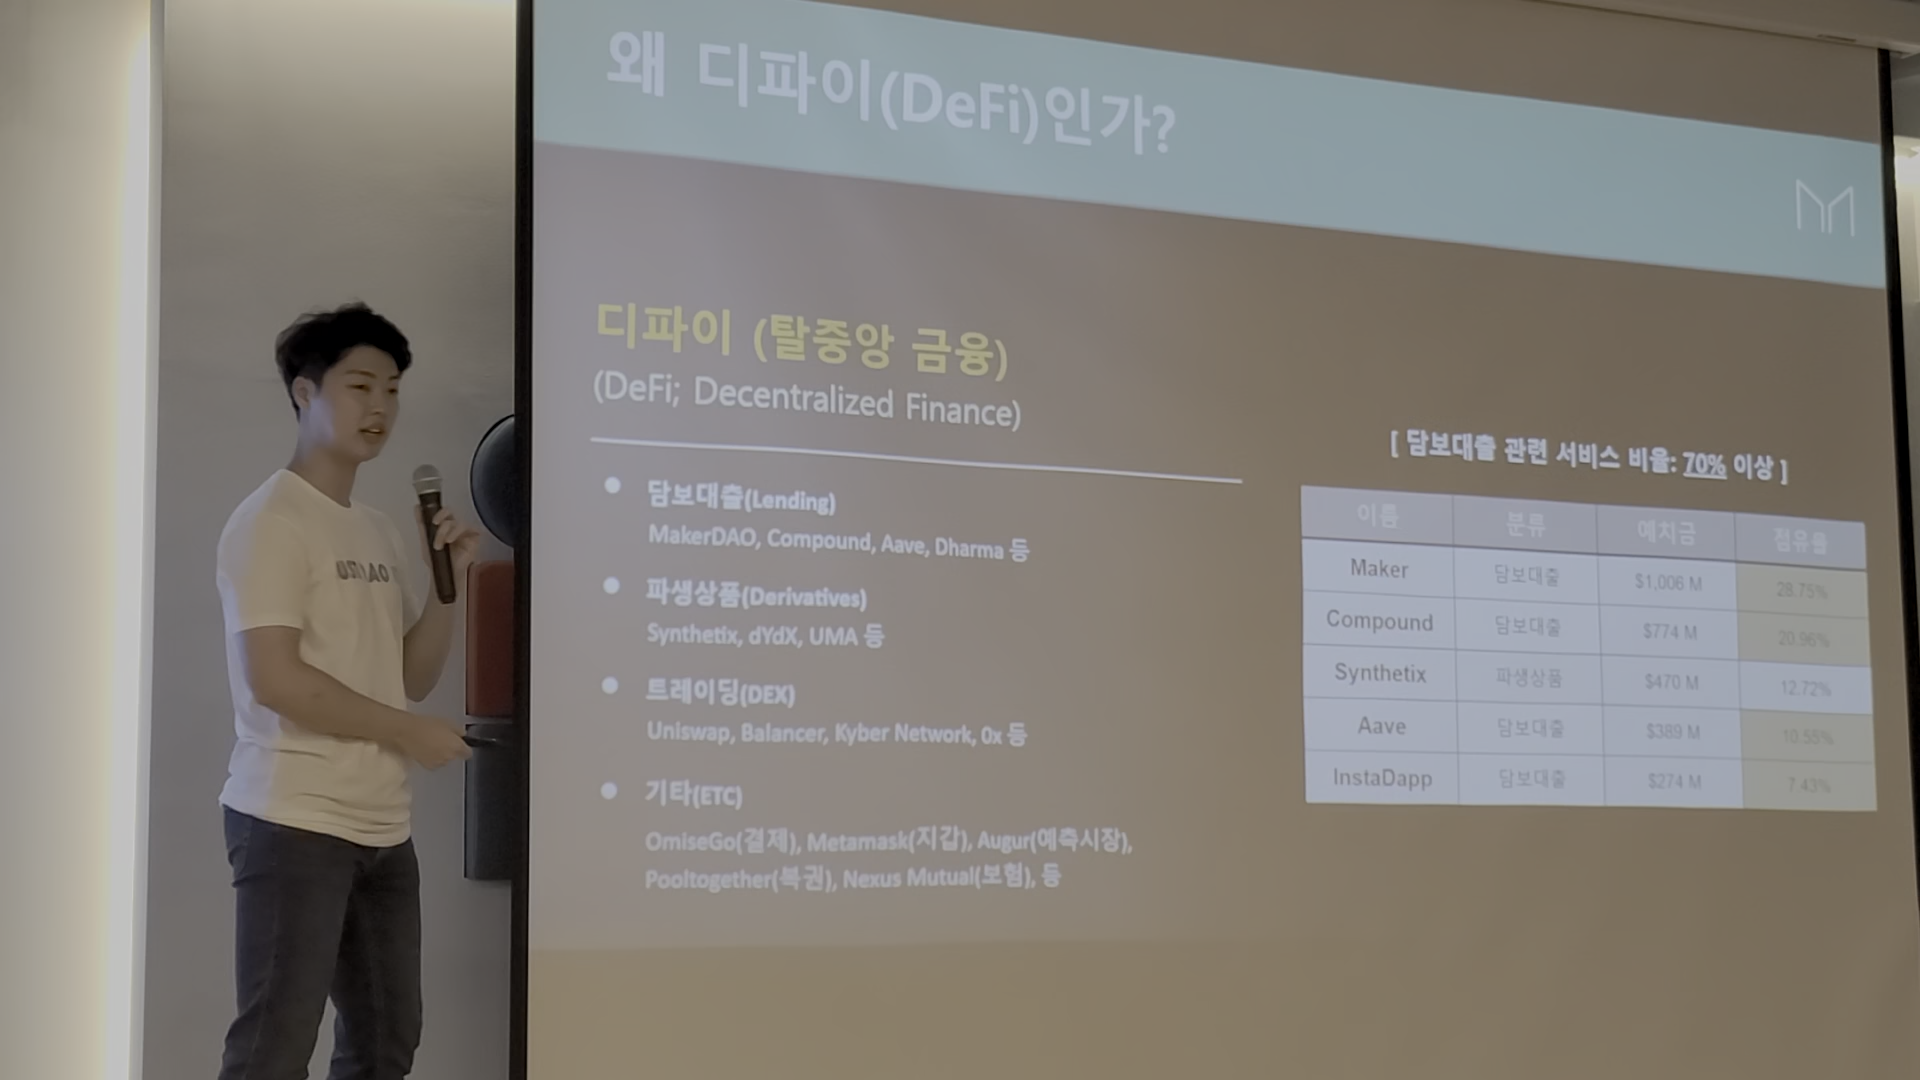 왜 디파이(DeFi)인가?
디파이 (탈중앙 금융)
(DeFi; Decentralized Finance)
담보대출(Lending)
MakerDAO, Compound, Aave, Dharma 등
파생상품(Derivatives)
Synthetix, dYdX, UMA 등
트레이딩(DEX)
Uniswap, Balancer, Kyber Network, 0x 등
기타(ETC)
OmiseGo(결제), Metamask(지갑), Augur(예측시장),
Pooltogether(복권), Nexus Mutual(보험), 등
[ 담보대출 관련 서비스 비율: 70% 이상 ]
이름 분류 예치금 점유율
Maker 담보대출 $1,006 M 28.75%
Compound 담보대출 $774 M 20.96%
Synthetix 파생상품 $470 M 12.72%
Aave 담보대출 $389 M 10.55%
InstaDapp 담보대출 $274 M 7.43%